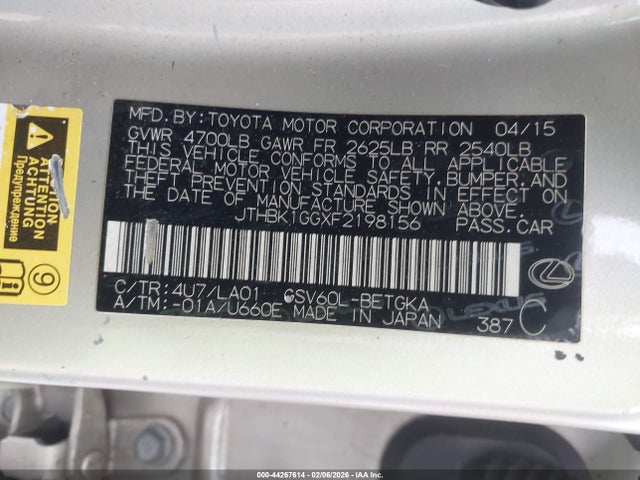 MFD. BY: TOYOTA MOTOR CORPORATION 04/15
GVWR 4700LB GAWR FR 2625LB RR 2540LB
THIS VEHICLE CONFORMS TO ALL APPLICABLE
FEDERAL MOTOR VEHICLE SAFETY, BUMPER, AND
THEFT PREVENTION STANDARDS IN EFFECT ON
THE DATE OF MANUFACTURE SHOWN ABOVE.
JTHBK1GGXF2198156 PASS. CAR
C/TR: 4U7/LA01 GSV60L-BETGKA
A/TM: -01A/U660E MADE IN JAPAN 387 C
LEXUS
ATTENTION
ACHTUNG
Предупреждение
9
000-44267614 02/06/2026 - IAA Inc.